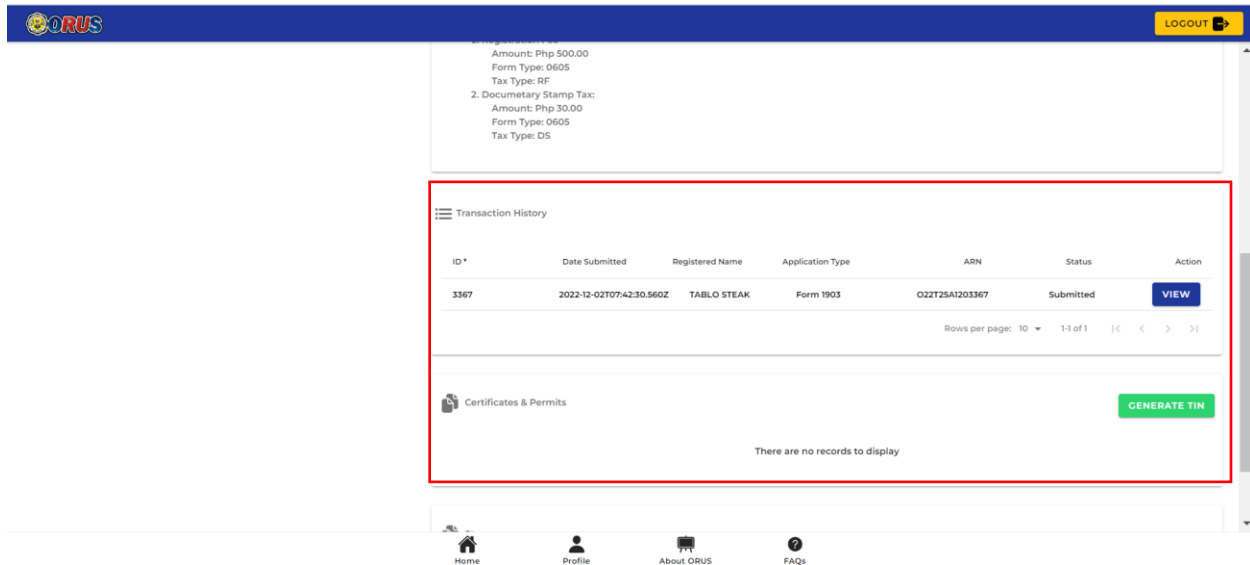 ORUS
LOGOUT
Amount: Php 500.00
Form Type: 0605
Tax Type: RF
2. Documetary Stamp Tax:
Amount: Php 30.00
Form Type: 0605
Tax Type: DS
Transaction History
ID Date Submitted Registered Name Application Type ARN Status Action
3367 2022-12-02T07:42:30.560Z TABLO STEAK Form 1903 O22T25A1203367 Submitted VIEW
Rows per page: 10 1-1 of 1
Certificates & Permits GENERATE TIN
There are no records to display
Home Profile About ORUS FAQs